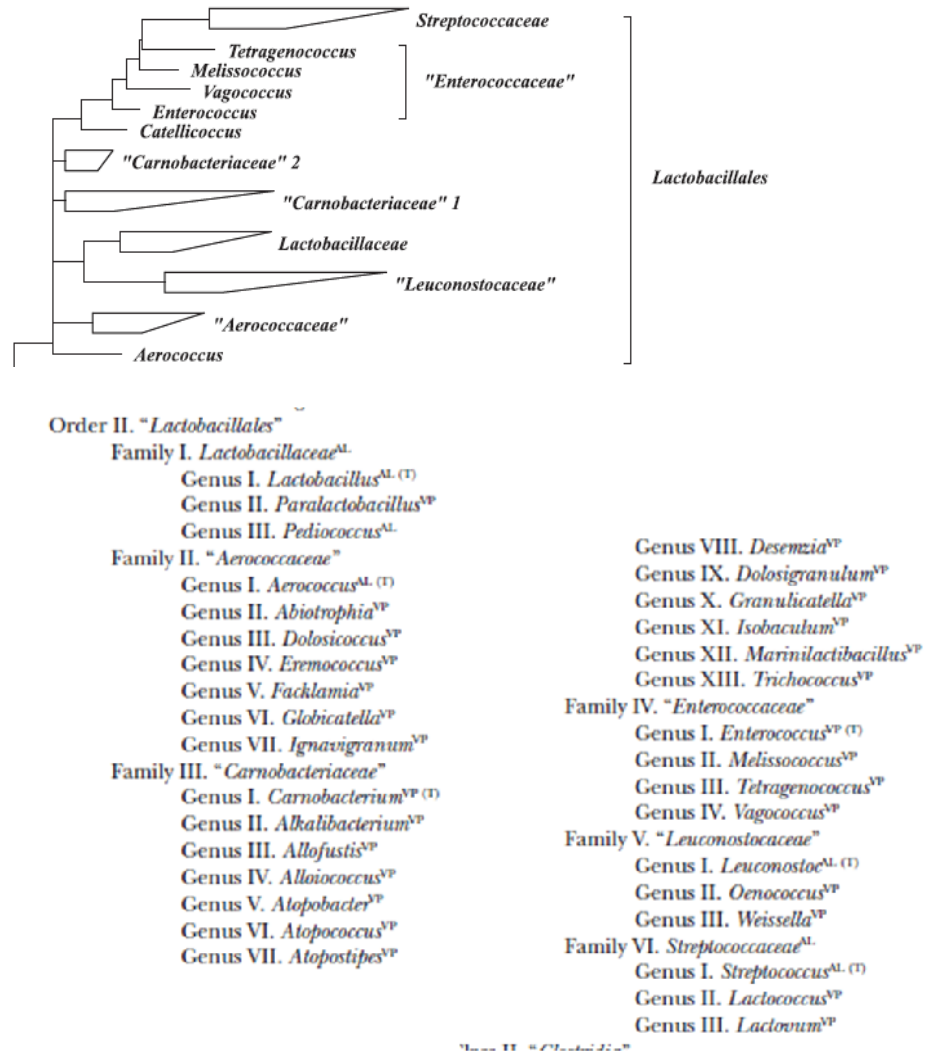 Streptococcaceae
Tetragenococcus
Melissococcus
"Enterococcaceae"
Vagococcus
Enterococcus
Catellicoccus
"Carnobacteriaceae" 2
Lactobacillales
"Carnobacteriaceae" 1
Lactobacillaceae
"Leuconostocaceae"
"Aerococcaceae"
Aerococcus
Order II. "Lactobacillales"
Family I. Lactobacillaceae^AL
Genus I. Lactobacillus^AL (T)
Genus II. Paralactobacillus^VP
Genus III. Pediococcus^AL
Family II. "Aerococcaceae"
Genus I. Aerococcus^AL (T)
Genus II. Abiotrophia^VP
Genus III. Dolosicoccus^VP
Genus IV. Eremococcus^VP
Genus V. Facklamia^VP
Genus VI. Globicatella^VP
Genus VII. Ignavigranum^VP
Family III. "Carnobacteriaceae"
Genus I. Carnobacterium^VP (T)
Genus II. Alkalibacterium^VP
Genus III. Allofustis^VP
Genus IV. Alloiococcus^VP
Genus V. Atopobacter^VP
Genus VI. Atopococcus^VP
Genus VII. Atopostipes^VP
Genus VIII. Desemzia^VP
Genus IX. Dolosigranulum^VP
Genus X. Granulicatella^VP
Genus XI. Isobaculum^VP
Genus XII. Marinilactibacillus^VP
Genus XIII. Trichococcus^VP
Family IV. "Enterococcaceae"
Genus I. Enterococcus^VP (T)
Genus II. Melissococcus^VP
Genus III. Tetragenococcus^VP
Genus IV. Vagococcus^VP
Family V. "Leuconostocaceae"
Genus I. Leuconostoc^AL (T)
Genus II. Oenococcus^VP
Genus III. Weissella^VP
Family VI. Streptococcaceae^AL
Genus I. Streptococcus^AL (T)
Genus II. Lactococcus^VP
Genus III. Lactovum^VP